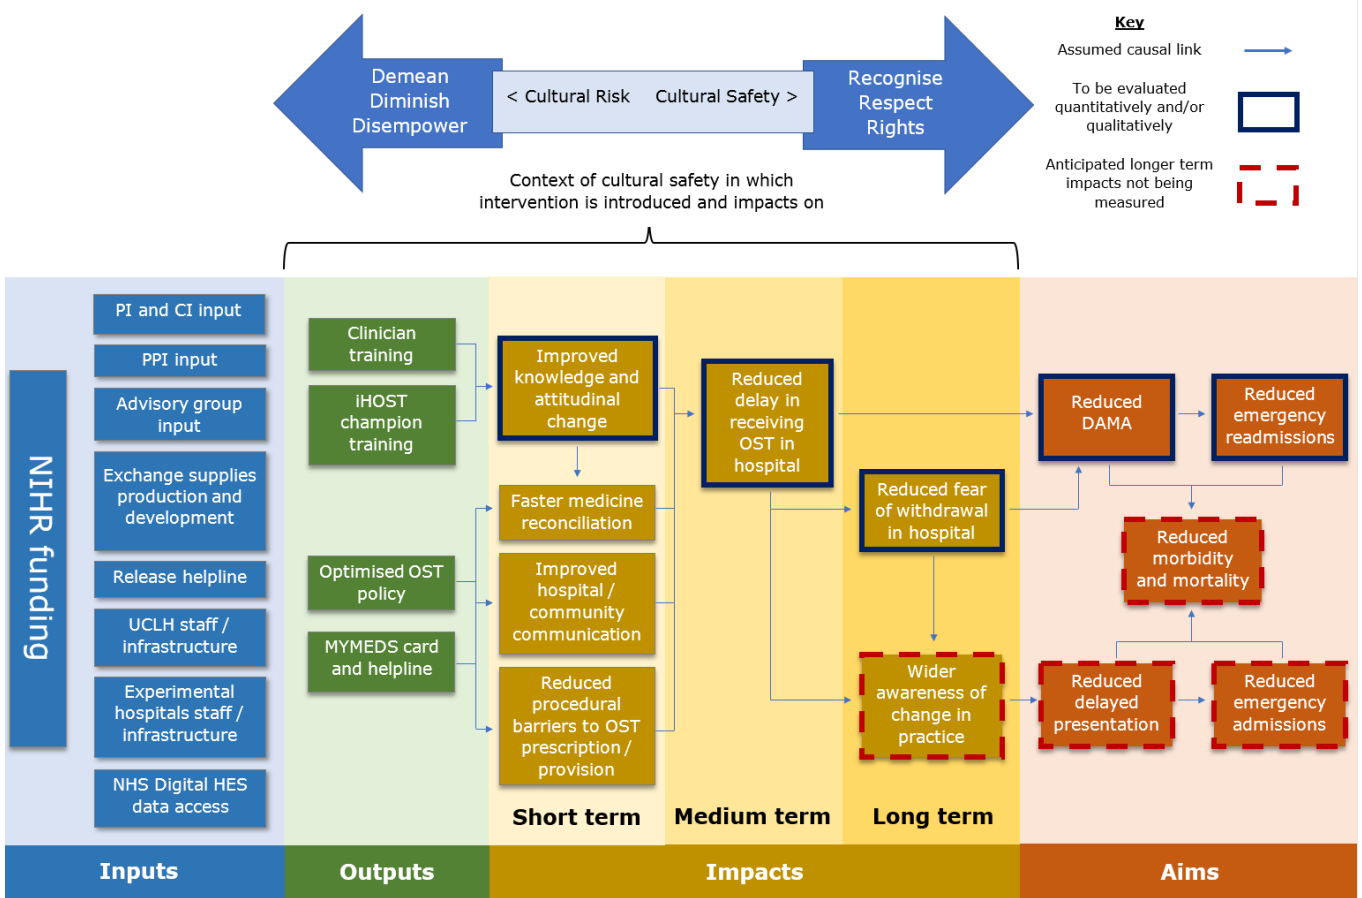 Key
Assumed causal link
To be evaluated
quantitatively and/or
qualitatively
Anticipated longer term
impacts not being
measured
Demean
Diminish
Disempower
< Cultural Risk
Cultural Safety >
Recognise
Respect
Rights
Context of cultural safety in which
intervention is introduced and impacts on
NIHR funding
PI and CI input
PPI input
Advisory group
input
Exchange supplies
production and
development
Release helpline
UCLH staff /
infrastructure
Experimental
hospitals staff /
infrastructure
NHS Digital HES
data access
Clinician
training
iHOST
champion
training
Optimised OST
policy
MYMEDS card
and helpline
Improved
knowledge and
attitudinal
change
Faster medicine
reconciliation
Improved
hospital /
community
communication
Reduced
procedural
barriers to OST
prescription /
provision
Short term
Reduced
delay in
receiving
OST in
hospital
Medium term
Reduced fear
of withdrawal
in hospital
Wider
awareness of
change in
practice
Long term
Reduced
DAMA
Reduced
emergency
readmissions
Reduced
morbidity
and mortality
Reduced
delayed
presentation
Reduced
emergency
admissions
Inputs
Outputs
Impacts
Aims